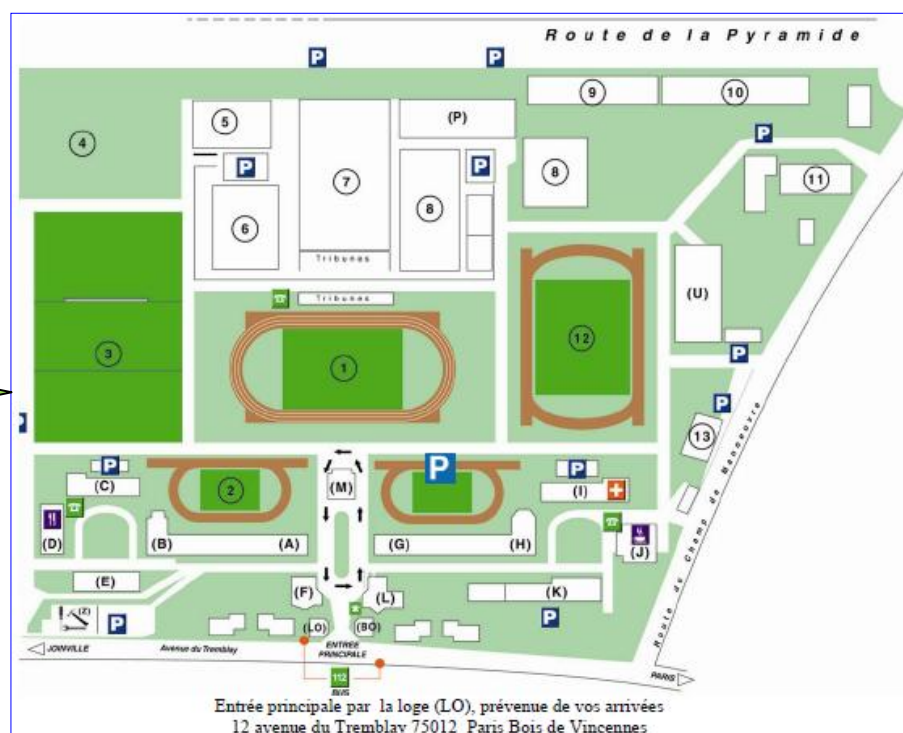 Route de la Pyramide
P
P
9
10
5
(P)
P
4
P
P
7
8
8
11
6
Tribunes
(U)
Tribunes
12
3
1
P
P
P
13
P
P
P
(C)
2
(M)
(I)
(D)
(B)
(A)
(G)
(H)
(J)
(E)
(F)
(L)
(K)
(Z)
P
P
(LO)
(BO)
Route du Champ de Manneuvre
JOINVILLE
Avenue du Tremblay
ENTREE
PRINCIPALE
PARIS
112
BUS
Entrée principale par la loge (LO), prévenue de vos arrivées
12 avenue du Tremblay 75012 Paris Bois de Vincennes